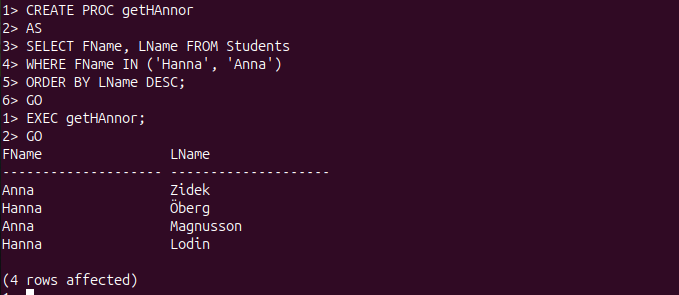 1> CREATE PROC getHAnnor
2> AS
3> SELECT FName, LName FROM Students
4> WHERE FName IN ('Hanna', 'Anna')
5> ORDER BY LName DESC;
6> GO
1> EXEC getHAnnor;
2> GO
FName                LName
-------------------- --------------------
Anna                 Zidek
Hanna                Öberg
Anna                 Magnusson
Hanna                Lodin

(4 rows affected)